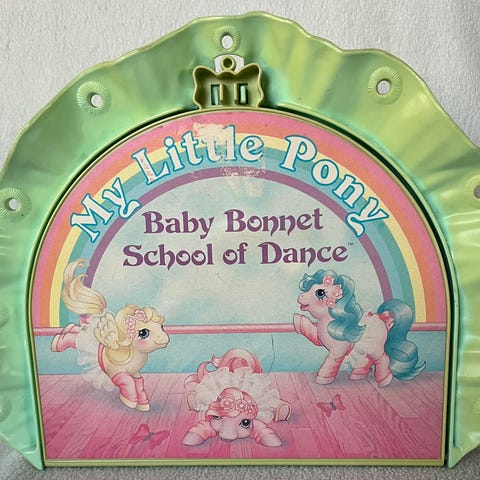 My Little Pony
Baby Bonnet
School of Dance™